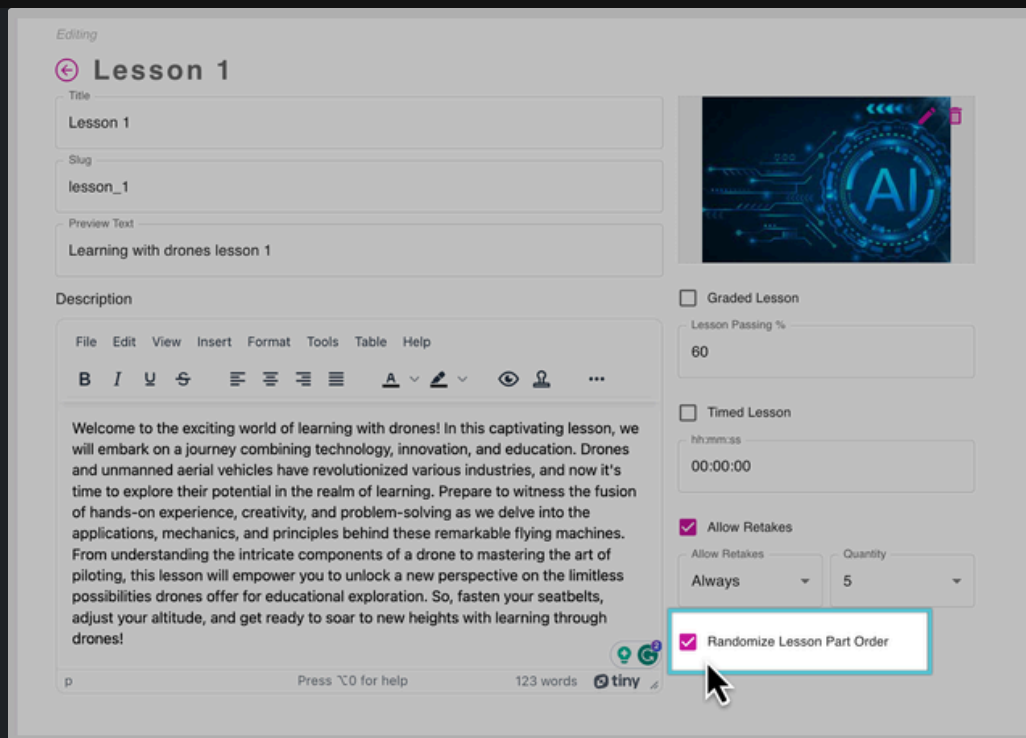 Editing
Lesson 1
Title
Lesson 1
Slug
lesson_1
Preview Text
Learning with drones lesson 1
Description
File Edit View Insert Format Tools Table Help
B I U S A
Welcome to the exciting world of learning with drones! In this captivating lesson, we
will embark on a journey combining technology, innovation, and education. Drones
and unmanned aerial vehicles have revolutionized various industries, and now it's
time to explore their potential in the realm of learning. Prepare to witness the fusion
of hands-on experience, creativity, and problem-solving as we delve into the
applications, mechanics, and principles behind these remarkable flying machines.
From understanding the intricate components of a drone to mastering the art of
piloting, this lesson will empower you to unlock a new perspective on the limitless
possibilities drones offer for educational exploration. So, fasten your seatbelts,
adjust your altitude, and get ready to soar to new heights with learning through
drones!
2
p Press ⌥0 for help 123 words tiny
AI
Graded Lesson
Lesson Passing %
60
Timed Lesson
hh:mm:ss
00:00:00
Allow Retakes
Allow Retakes Quantity
Always 5
Randomize Lesson Part Order